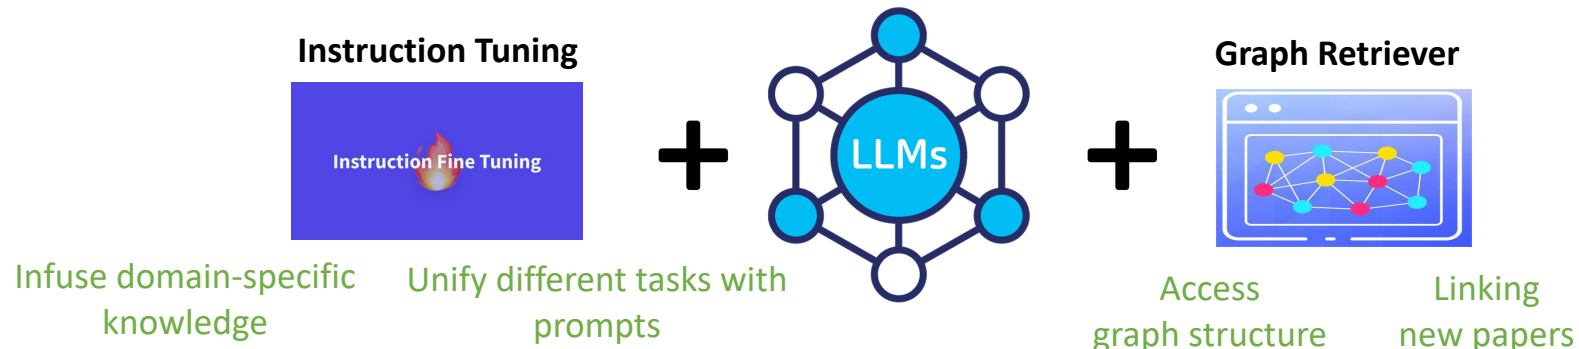 Instruction Tuning
Instruction Fine Tuning
Infuse domain-specific
knowledge
Unify different tasks with
prompts
LLMs
Graph Retriever
Access
graph structure
Linking
new papers